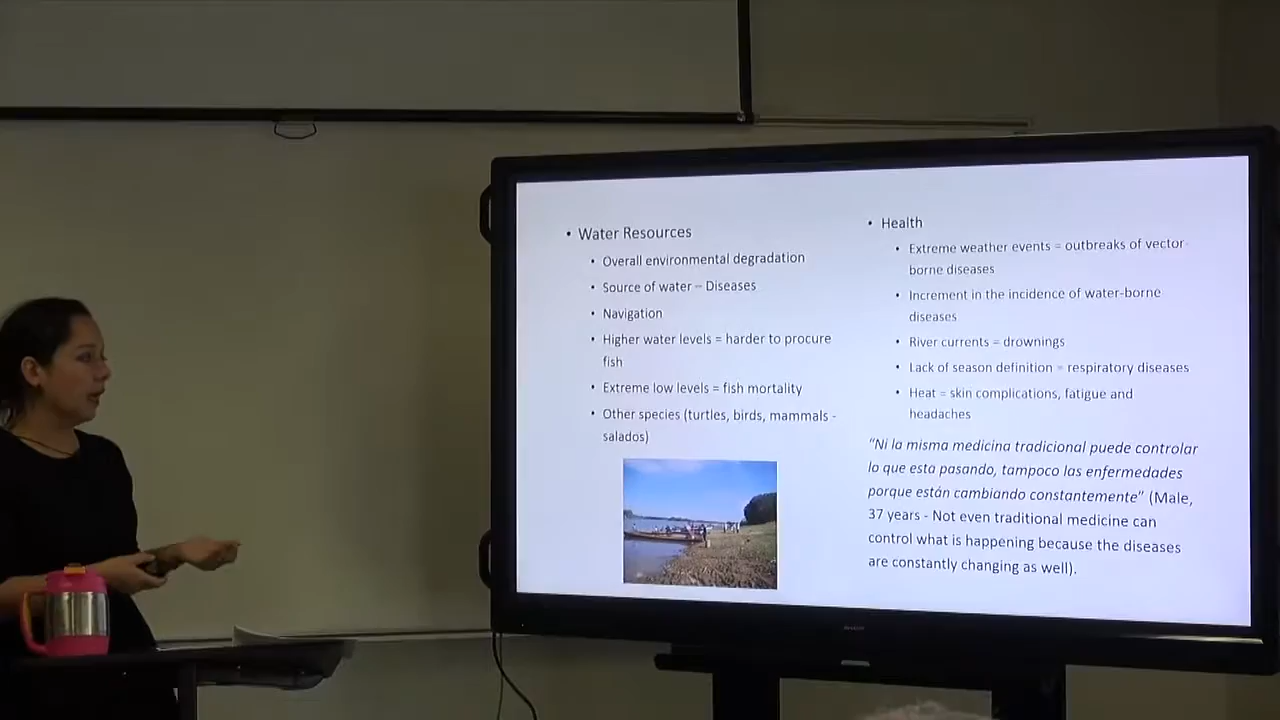 • Water Resources
• Overall environmental degradation
• Source of water – Diseases
• Navigation
• Higher water levels = harder to procure
fish
• Extreme low levels = fish mortality
• Other species (turtles, birds, mammals -
salados)
• Health
• Extreme weather events = outbreaks of vector-
borne diseases
• Increment in the incidence of water-borne
diseases
• River currents = drownings
• Lack of season definition = respiratory diseases
• Heat = skin complications, fatigue and
headaches
"Ni la misma medicina tradicional puede controlar
lo que esta pasando, tampoco las enfermedades
porque están cambiando constantemente" (Male,
37 years - Not even traditional medicine can
control what is happening because the diseases
are constantly changing as well).